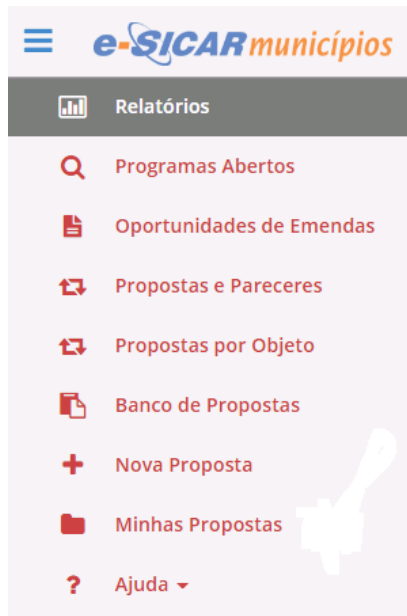 e-SICAR municípios
Relatórios
Programas Abertos
Oportunidades de Emendas
Propostas e Pareceres
Propostas por Objeto
Banco de Propostas
Nova Proposta
Minhas Propostas
? Ajuda